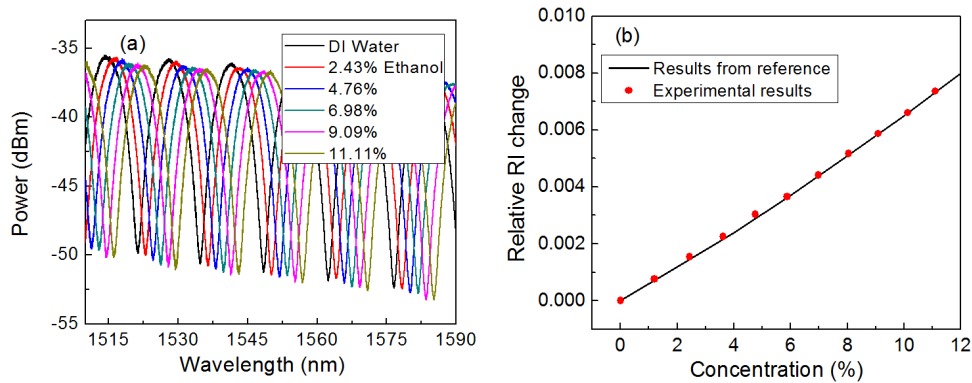 (a)
DI Water
2.43% Ethanol
4.76%
6.98%
9.09%
11.11%
-35
-40
-45
-50
-55
Power (dBm)
1515 1530 1545 1560 1575 1590
Wavelength (nm)
(b)
Results from reference
Experimental results
0.010
0.008
0.006
0.004
0.002
0.000
Relative RI change
0 2 4 6 8 10 12
Concentration (%)